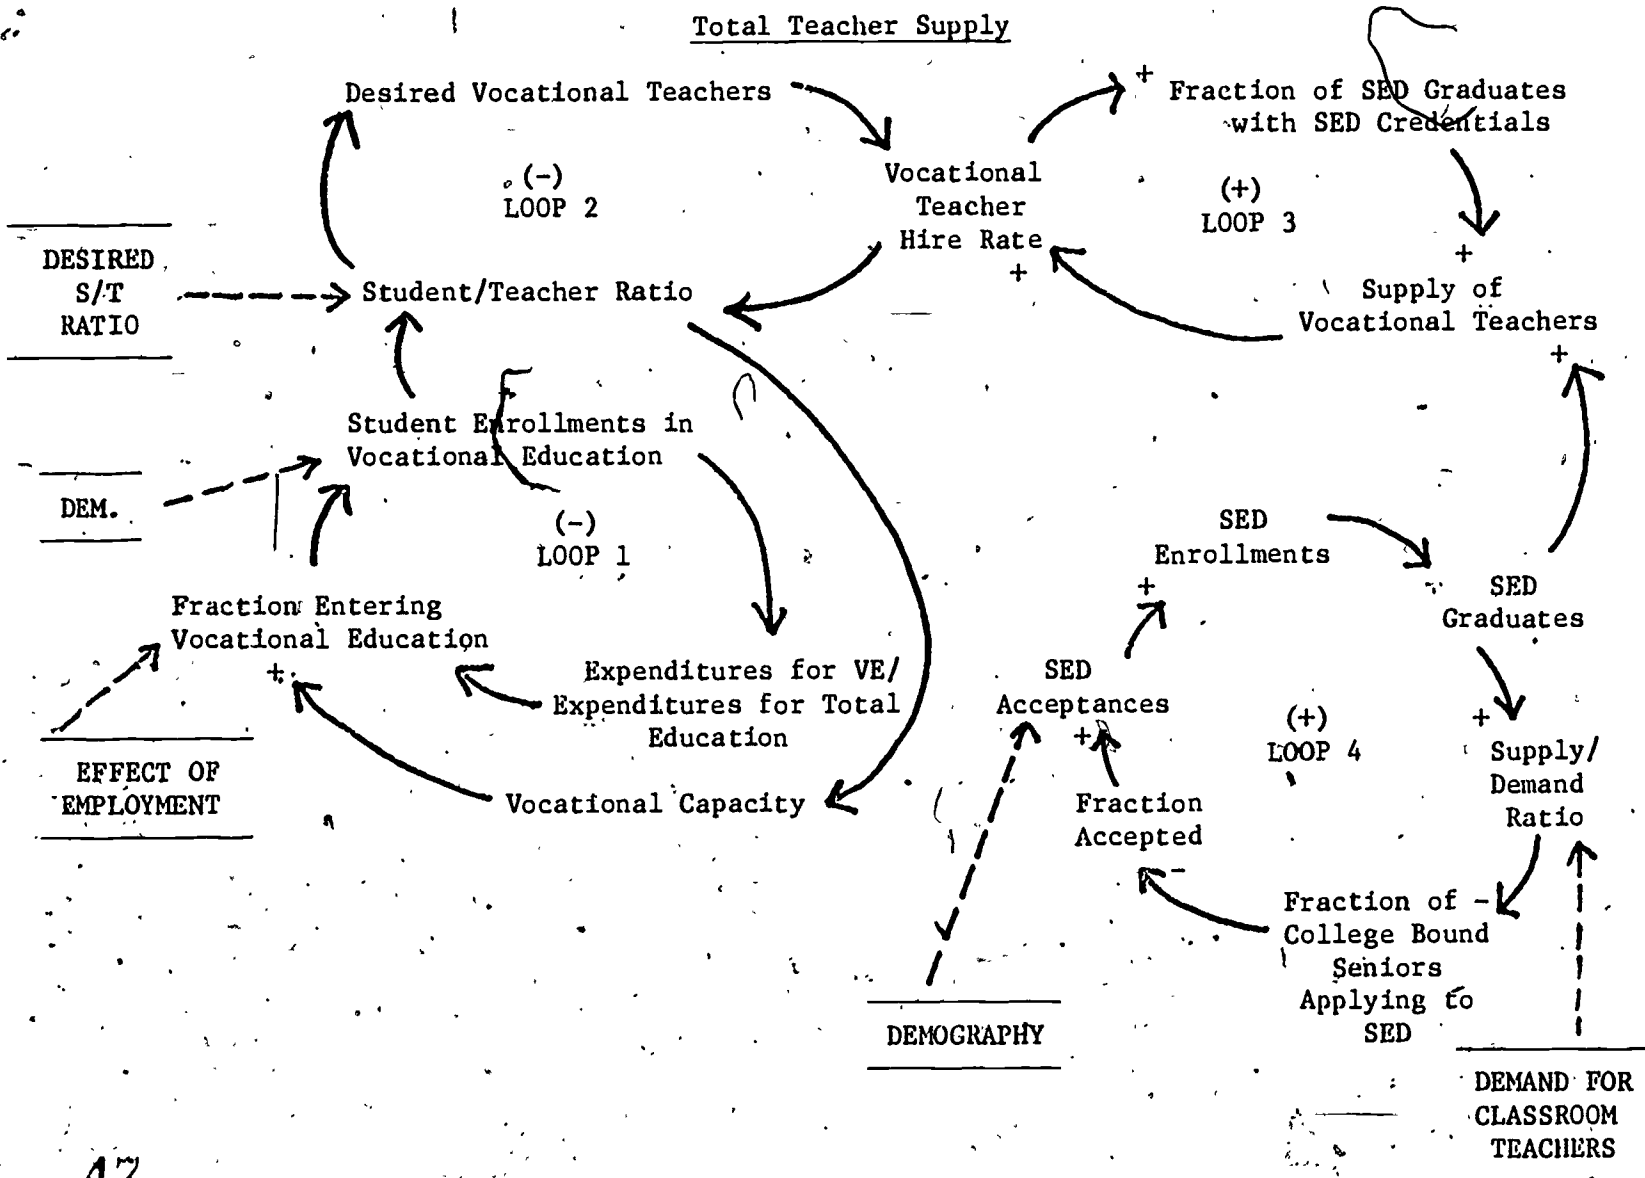 Total Teacher Supply
Desired Vocational Teachers
+
Fraction of SED Graduates
with SED Credentials
(-)
LOOP 2
Vocational
Teacher
Hire Rate
+
(+)
LOOP 3
DESIRED
S/T
RATIO
Student/Teacher Ratio
+
Supply of
Vocational Teachers
+
Student Enrollments in
Vocational Education
DEM.
(-)
LOOP 1
SED
Enrollments
+
SED
Graduates
Fraction Entering
Vocational Education
+
Expenditures for VE/
Expenditures for Total
Education
SED
Acceptances
+
(+)
LOOP 4
+
Supply/
Demand
Ratio
EFFECT OF
EMPLOYMENT
Vocational Capacity
Fraction
Accepted
-
Fraction of -
College Bound
Seniors
Applying to
SED
DEMOGRAPHY
DEMAND FOR
CLASSROOM
TEACHERS